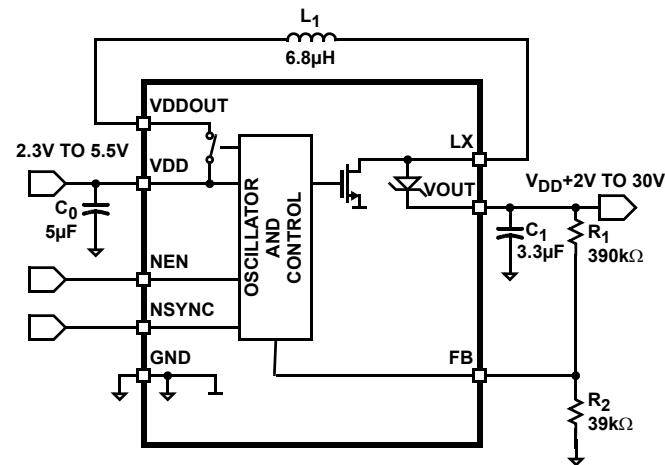 L1
6.8µH
VDDOUT
LX
2.3V TO 5.5V
VDD
VOUT
VDD+2V TO 30V
C0
5µF
OSCILLATOR
AND
CONTROL
C1
3.3µF
R1
390kΩ
NEN
NSYNC
GND
FB
R2
39kΩ